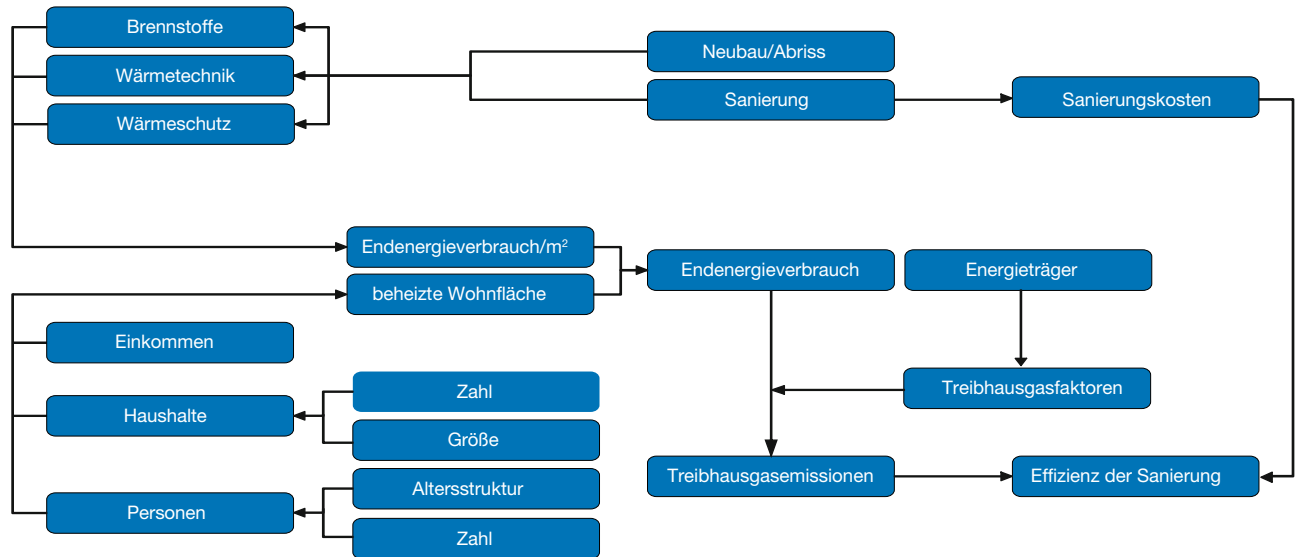 Brennstoffe
Neubau/Abriss
Wärmetechnik
Sanierung
Sanierungskosten
Wärmeschutz
Endenergieverbrauch/m²
Endenergieverbrauch
Energieträger
beheizte Wohnfläche
Einkommen
Zahl
Treibhausgasfaktoren
Haushalte
Größe
Treibhausgasemissionen
Effizienz der Sanierung
Altersstruktur
Personen
Zahl